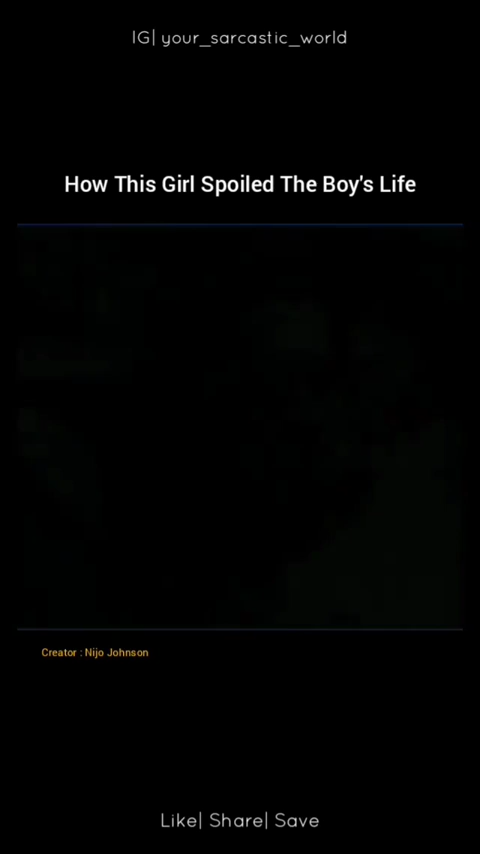 IG| your_sarcastic_world
How This Girl Spoiled The Boy's Life
Creator : Nijo Johnson
Like| Share| Save